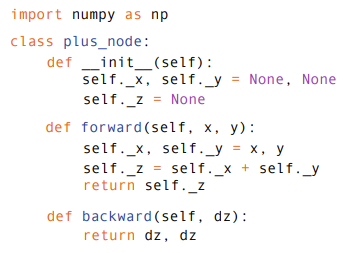 import numpy as np
class plus_node:
    def __init__(self):
        self._x, self._y = None, None
        self._z = None
    def forward(self, x, y):
        self._x, self._y = x, y
        self._z = self._x + self._y
        return self._z
    def backward(self, dz):
        return dz, dz